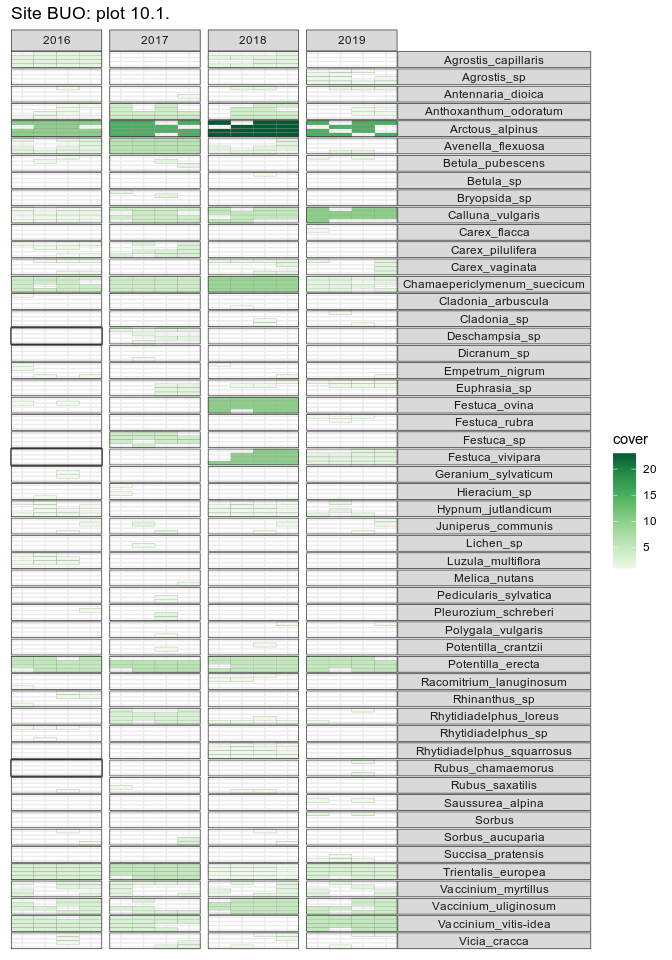 Site BUO: plot 10.1.
2016 2017 2018 2019
Agrostis_capillaris
Agrostis_sp
Antennaria_dioica
Anthoxanthum_odoratum
Arctous_alpinus
Avenella_flexuosa
Betula_pubescens
Betula_sp
Bryopsida_sp
Calluna_vulgaris
Carex_flacca
Carex_pilulifera
Carex_vaginata
Chamaepericlymenum_suecicum
Cladonia_arbuscula
Cladonia_sp
Deschampsia_sp
Dicranum_sp
Empetrum_nigrum
Euphrasia_sp
Festuca_ovina
Festuca_rubra
Festuca_sp
Festuca_vivipara
Geranium_sylvaticum
Hieracium_sp
Hypnum_jutlandicum
Juniperus_communis
Lichen_sp
Luzula_multiflora
Melica_nutans
Pedicularis_sylvatica
Pleurozium_schreberi
Polygala_vulgaris
Potentilla_crantzii
Potentilla_erecta
Racomitrium_lanuginosum
Rhinanthus_sp
Rhytidiadelphus_loreus
Rhytidiadelphus_sp
Rhytidiadelphus_squarrosus
Rubus_chamaemorus
Rubus_saxatilis
Saussurea_alpina
Sorbus
Sorbus_aucuparia
Succisa_pratensis
Trientalis_europea
Vaccinium_myrtillus
Vaccinium_uliginosum
Vaccinium_vitis-idea
Vicia_cracca
cover
20
15
10
5